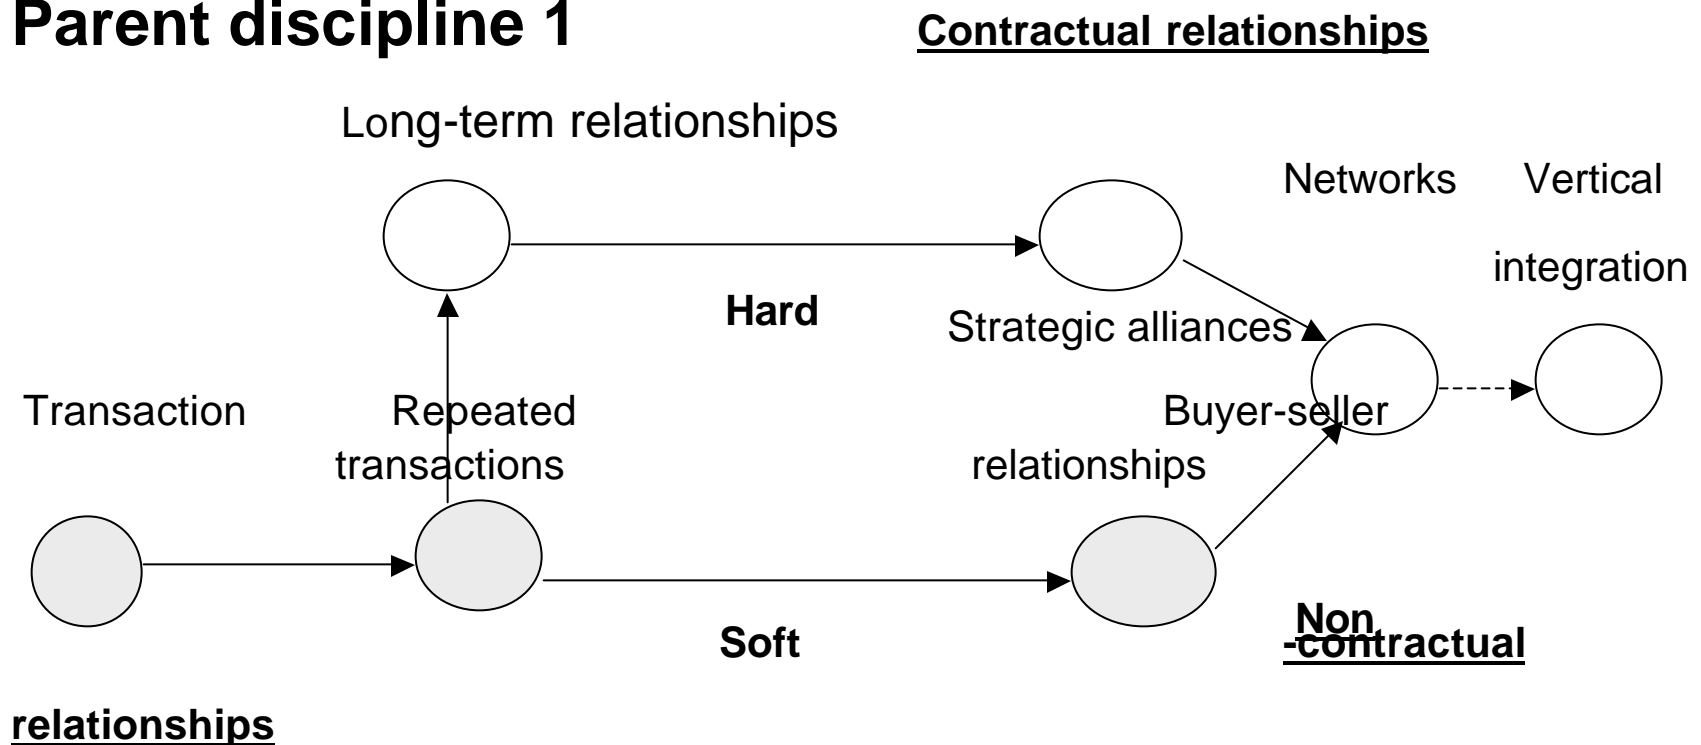 Parent discipline 1
Contractual relationships
Long-term relationships
Networks
Vertical
integration
Hard
Strategic alliances
Transaction
Repeated
transactions
Buyer-seller
relationships
Soft
Non
-contractual
relationships